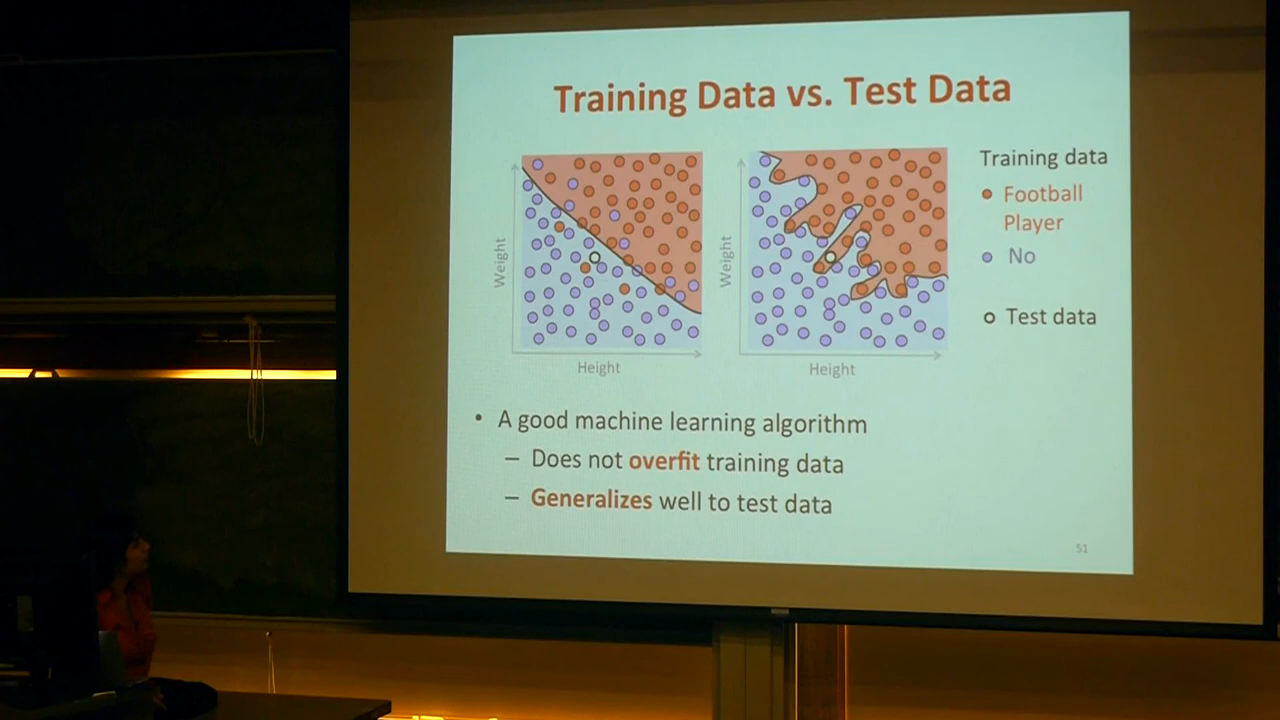 Training Data vs. Test Data
Weight
Height
Weight
Height
Training data
Football
Player
No
Test data
• A good machine learning algorithm
– Does not overfit training data
– Generalizes well to test data
51